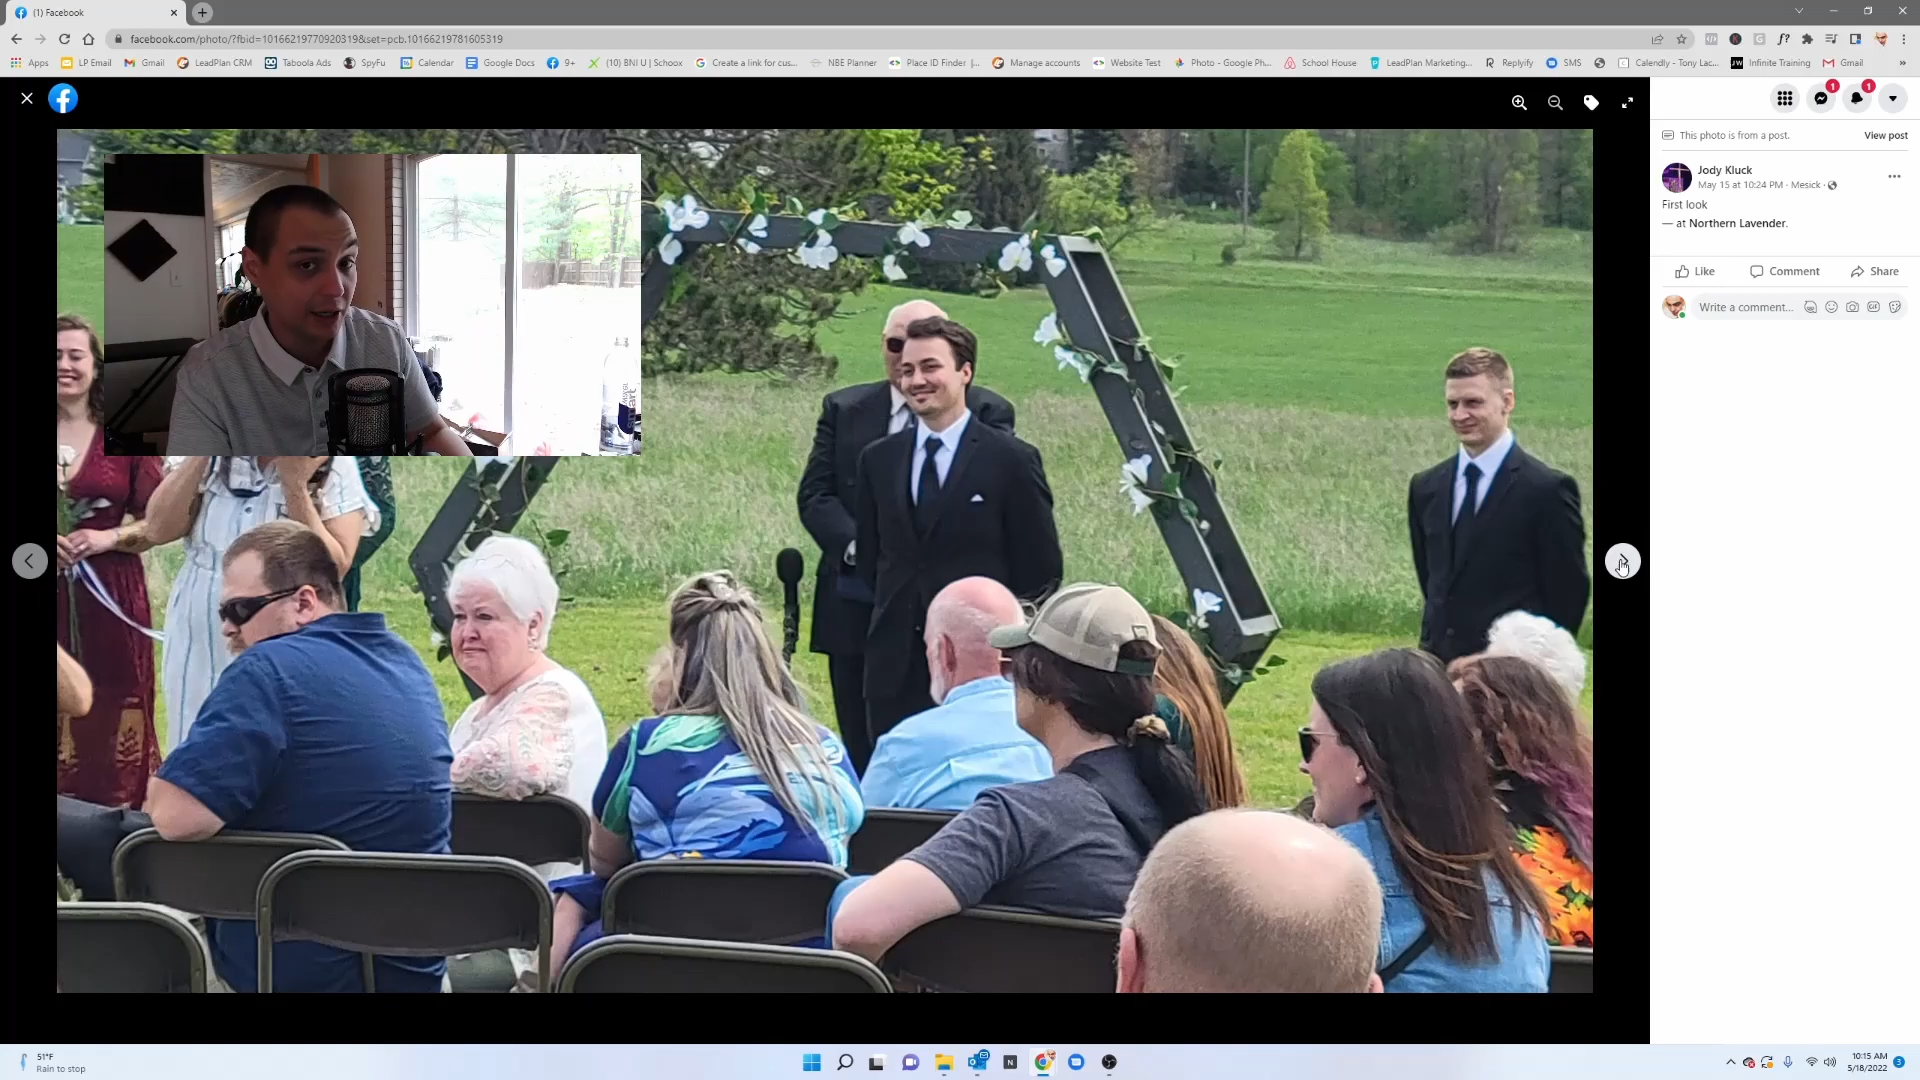 (1) Facebook
facebook.com/photo/?fbid=10166219770920319&set=pcb.10166219781605319
Apps LP Email Gmail LeadPlan CRM Taboola Ads SpyFu Calendar Google Docs 9+ (10) BNI U | Schoox Create a link for cus... NBE Planner Place ID Finder |... Manage accounts Website Test Photo - Google Ph... School House LeadPlan Marketing... Replyify SMS Calendly - Tony Lac... Infinite Training Gmail »
1 1
This photo is from a post. View post
Jody Kluck
May 15 at 10:24 PM · Mesick ·
First look
— at Northern Lavender.
Like Comment Share
Write a comment...
smart
51°F
Rain to stop
10:15 AM
5/18/2022 3